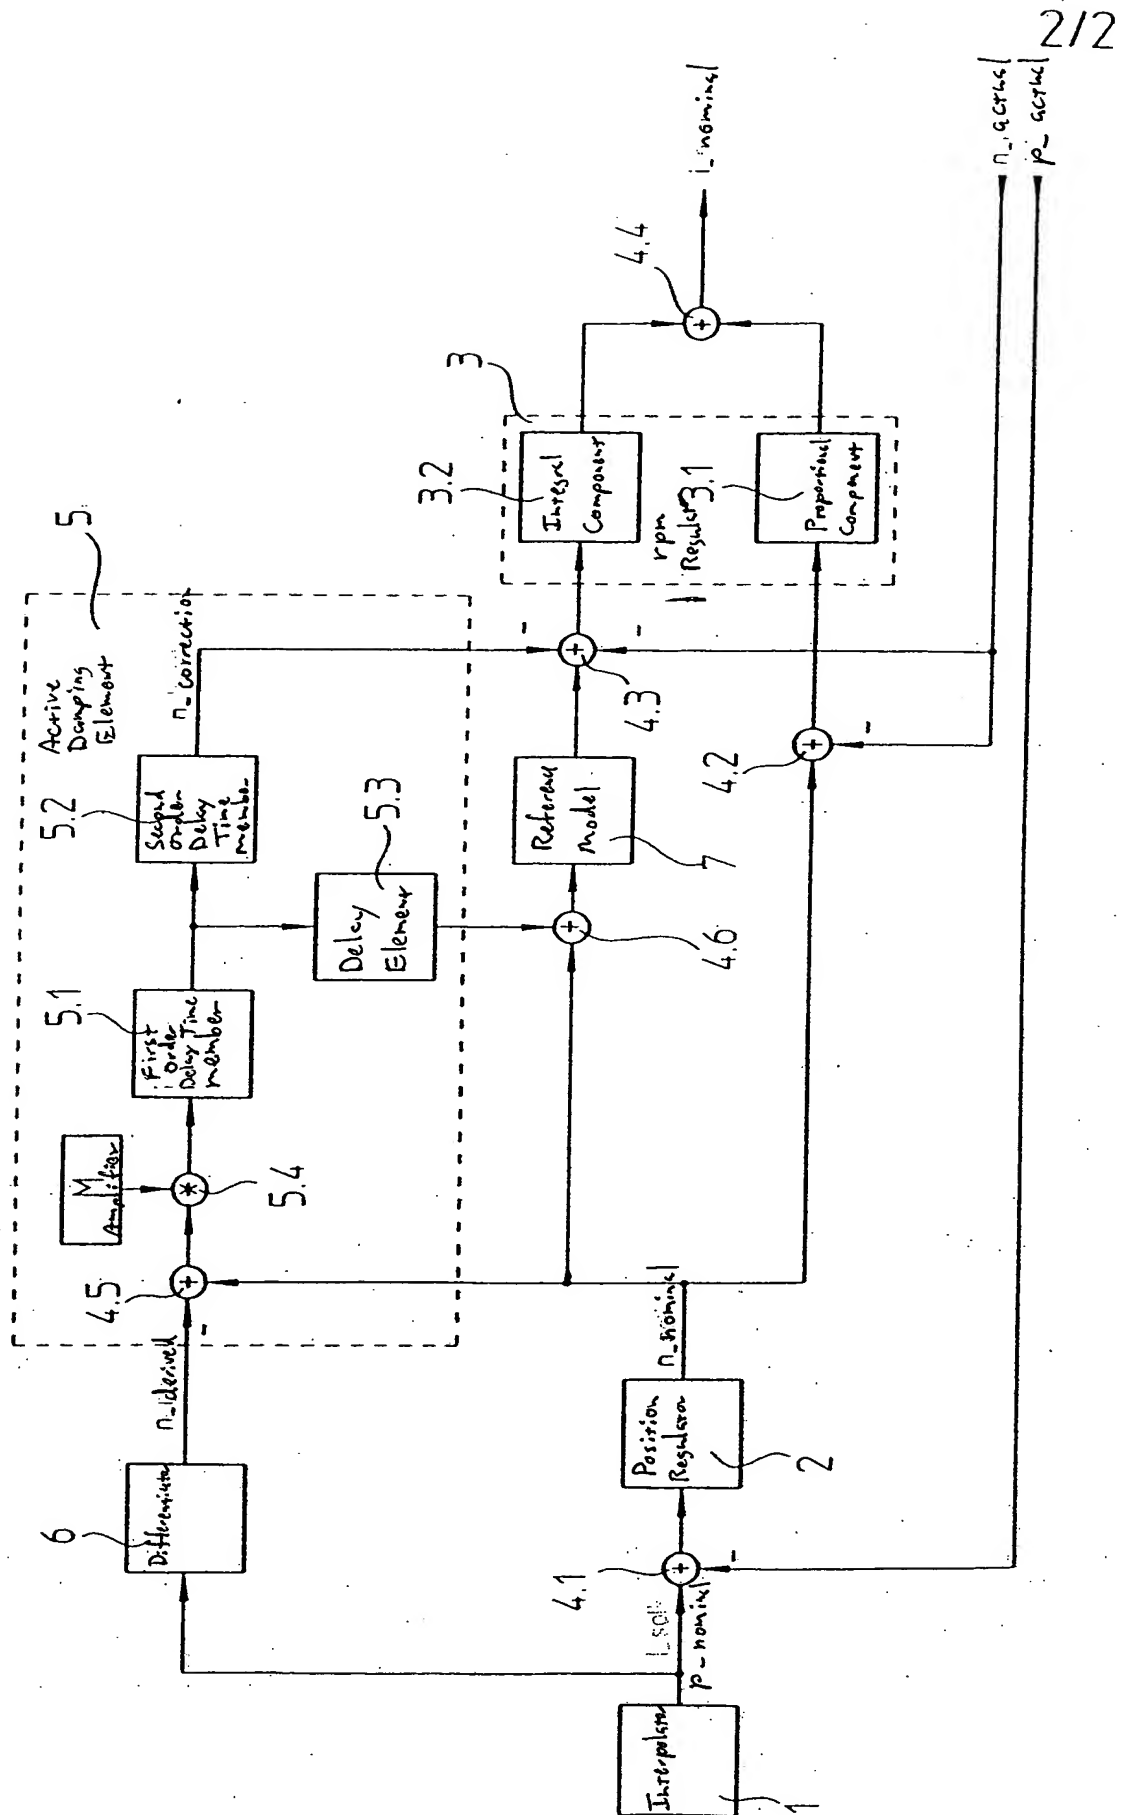 2/2
Active
Damping
Element
5
5.1
First
order
Delay Time
member
5.2
Second
order
Delay
Time
member
n_correction
M
Amplifier
5.4
4.5
5.3
Delay
Element
n_derived
-
6
Differentiator
3
3.2
Integral
Component
rpm
Regulator
3.1
Proportional
Component
4.4
i_nominal
-
-
4.3
Reference
Model
7
4.6
4.2
-
n_nominal
Position
Regulator
2
4.1
-
p_nominal
Interpolator
1
n_actual
p_actual
+
+
+
+
+
+
*